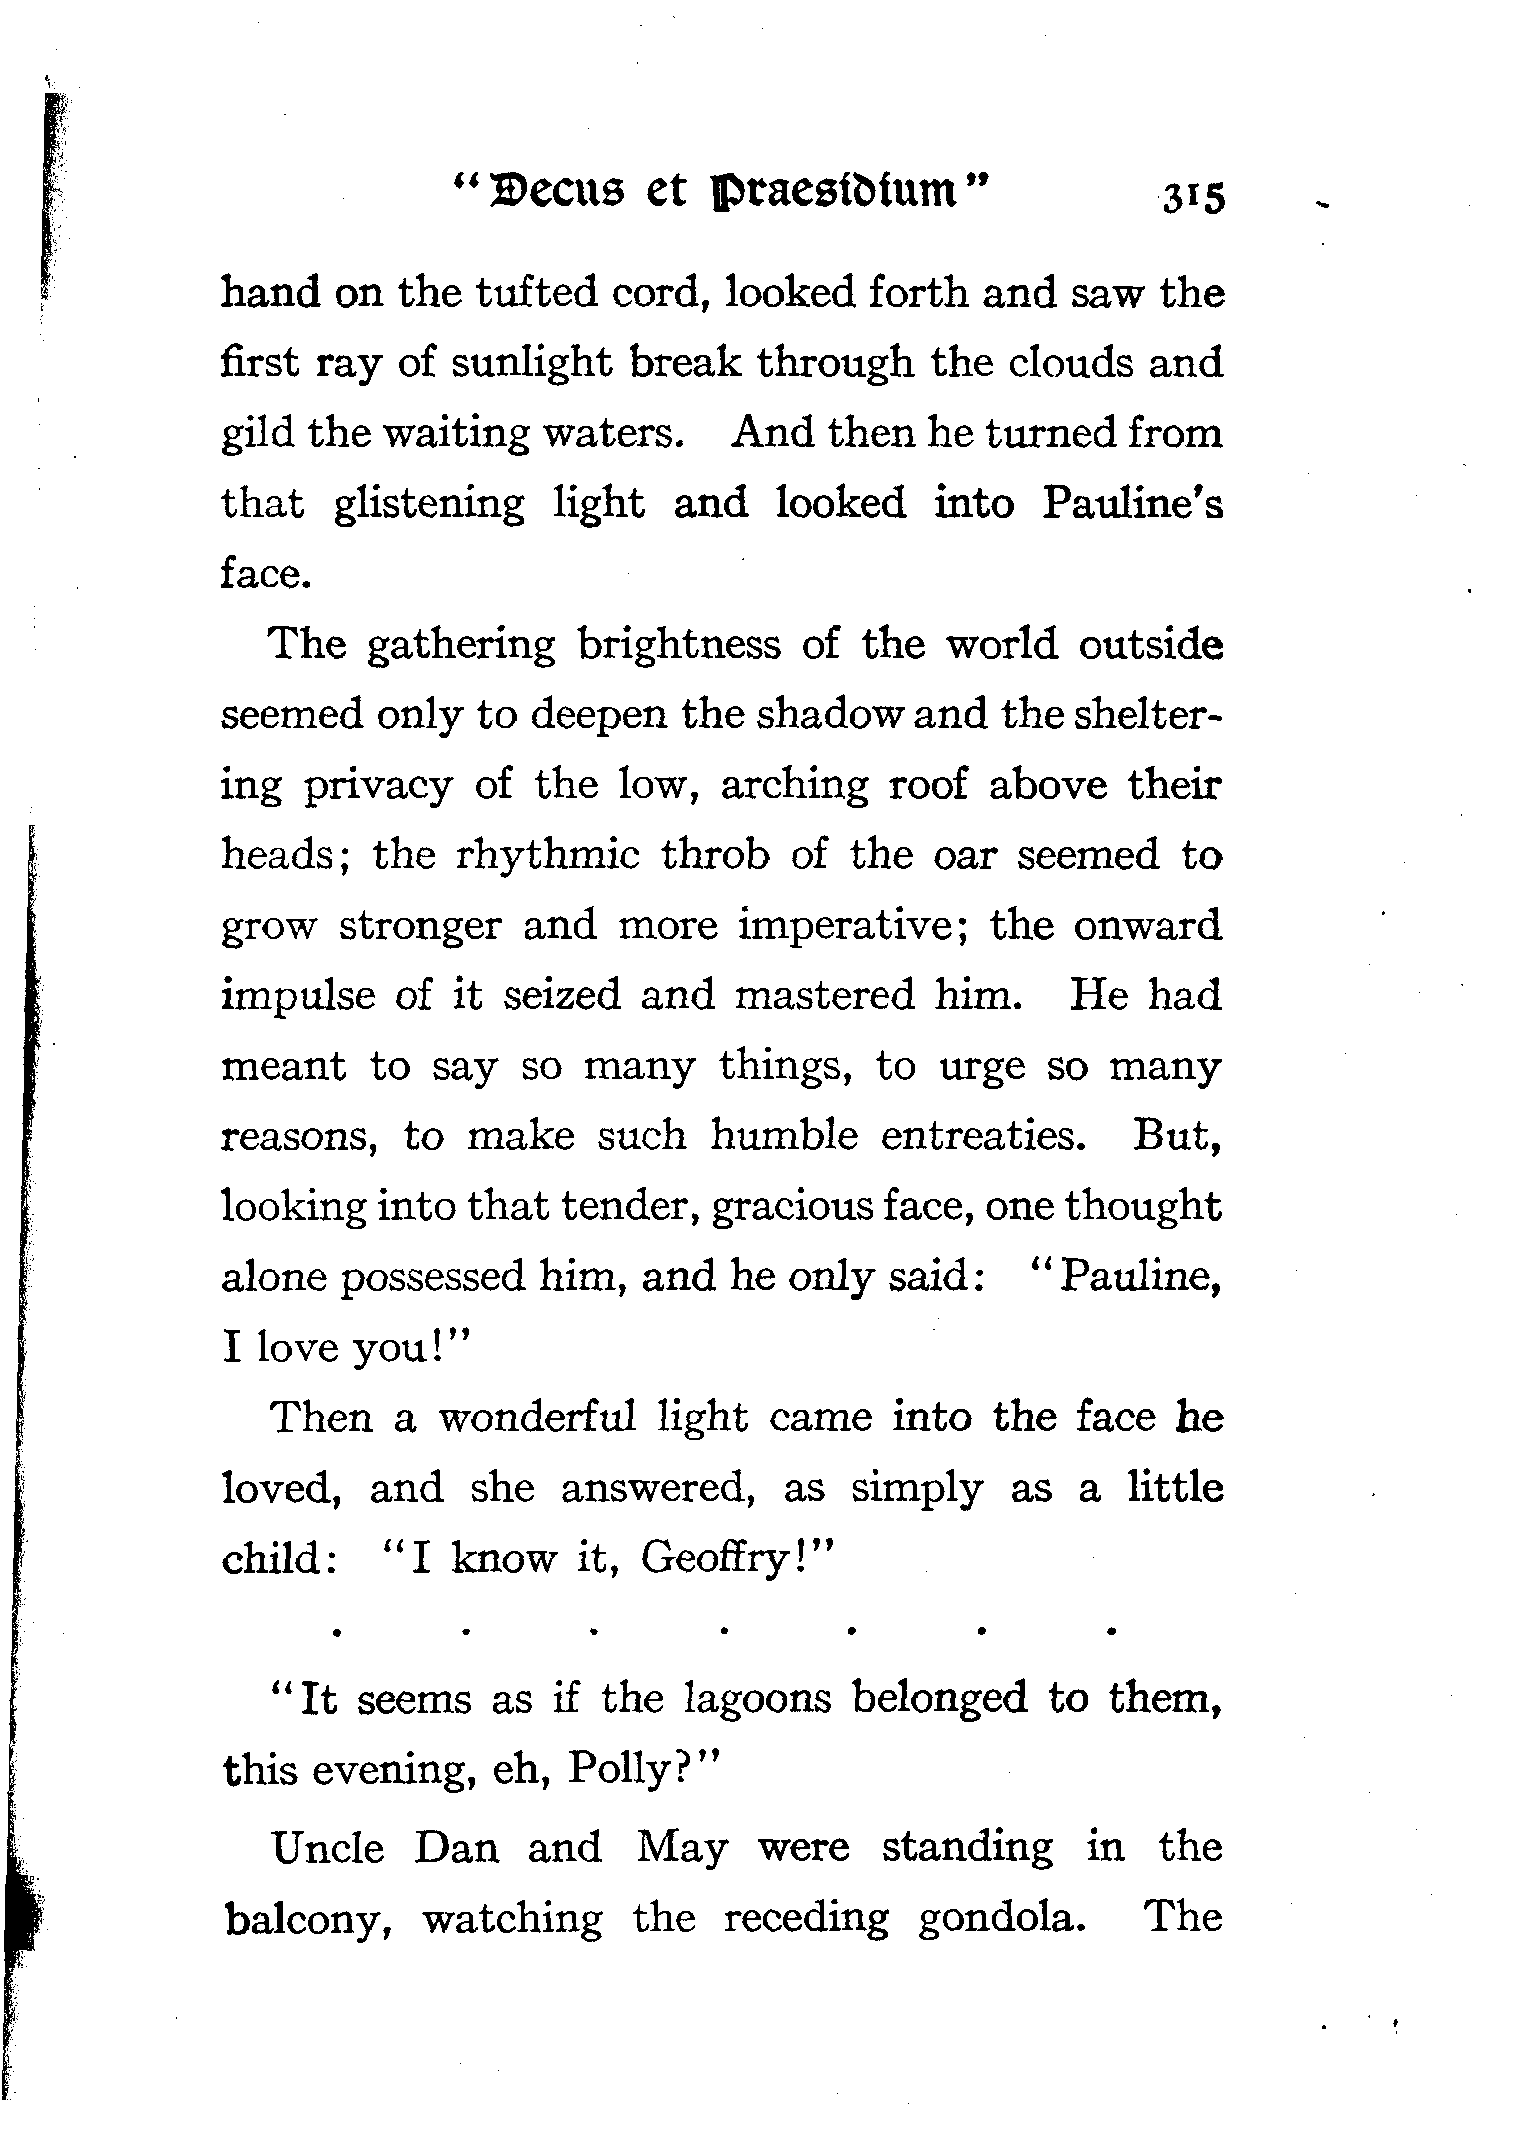 "Decus et Praesidium" 315
hand on the tufted cord, looked forth and saw the
first ray of sunlight break through the clouds and
gild the waiting waters. And then he turned from
that glistening light and looked into Pauline's
face.
The gathering brightness of the world outside
seemed only to deepen the shadow and the shelter-
ing privacy of the low, arching roof above their
heads; the rhythmic throb of the oar seemed to
grow stronger and more imperative; the onward
impulse of it seized and mastered him. He had
meant to say so many things, to urge so many
reasons, to make such humble entreaties. But,
looking into that tender, gracious face, one thought
alone possessed him, and he only said: "Pauline,
I love you!"
Then a wonderful light came into the face he
loved, and she answered, as simply as a little
child: "I know it, Geoffry!"
. . . . . . .
"It seems as if the lagoons belonged to them,
this evening, eh, Polly?"
Uncle Dan and May were standing in the
balcony, watching the receding gondola. The